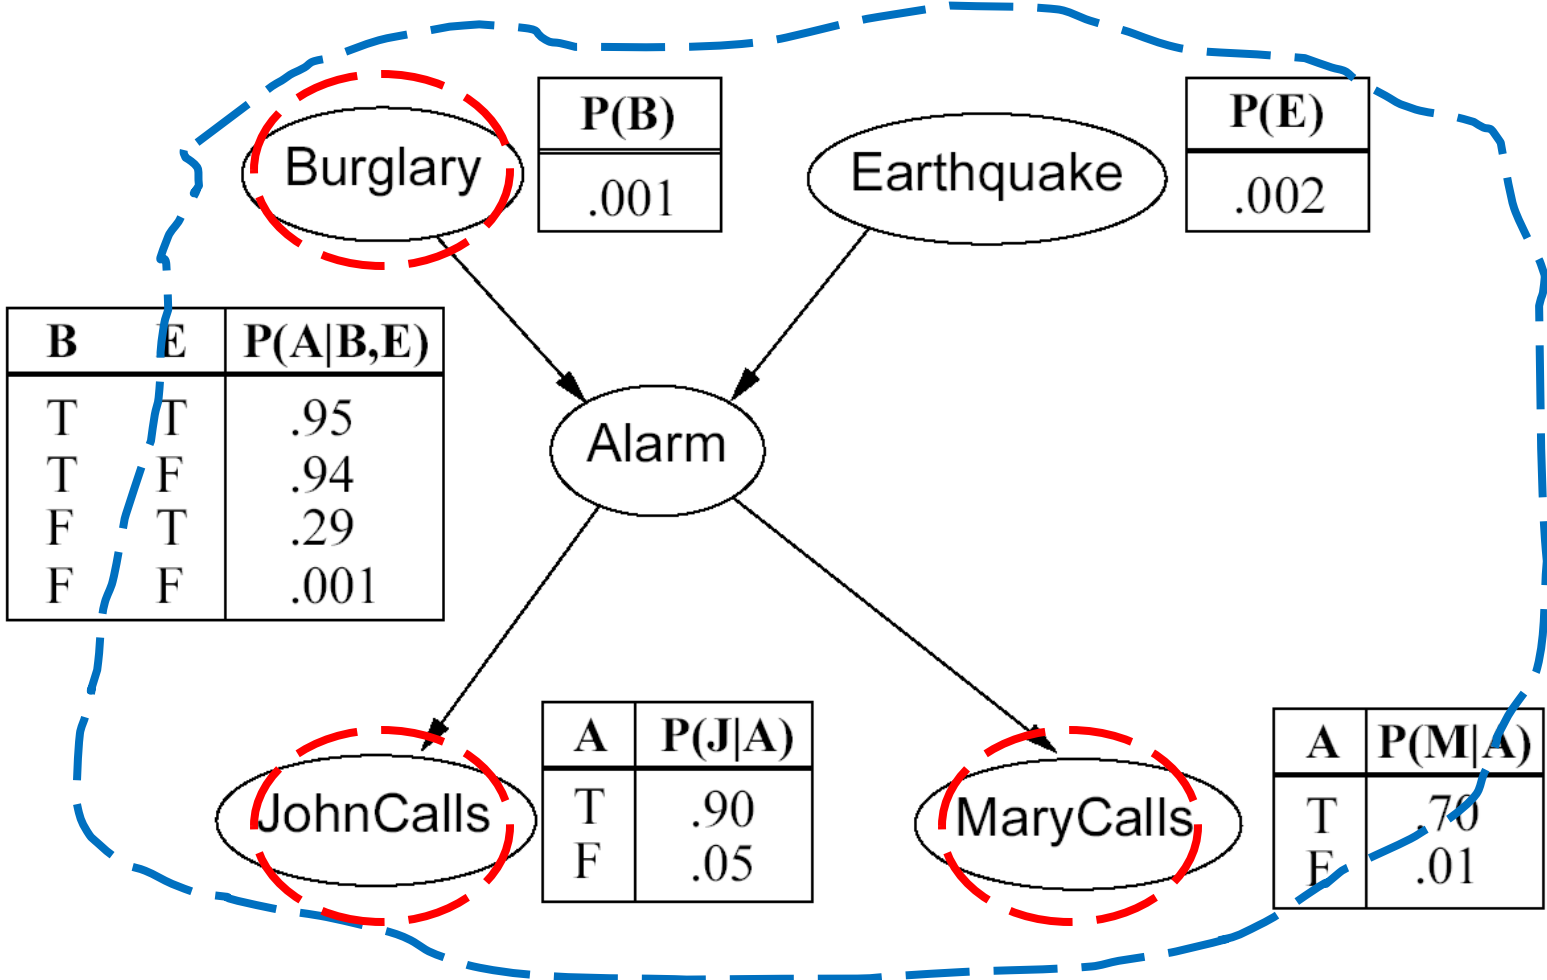 Burglary
P(B)
.001
Earthquake
P(E)
.002
B E P(A|B,E)
T T .95
T F .94
F T .29
F F .001
Alarm
JohnCalls
A P(J|A)
T .90
F .05
MaryCalls
A P(M|A)
T .70
F .01